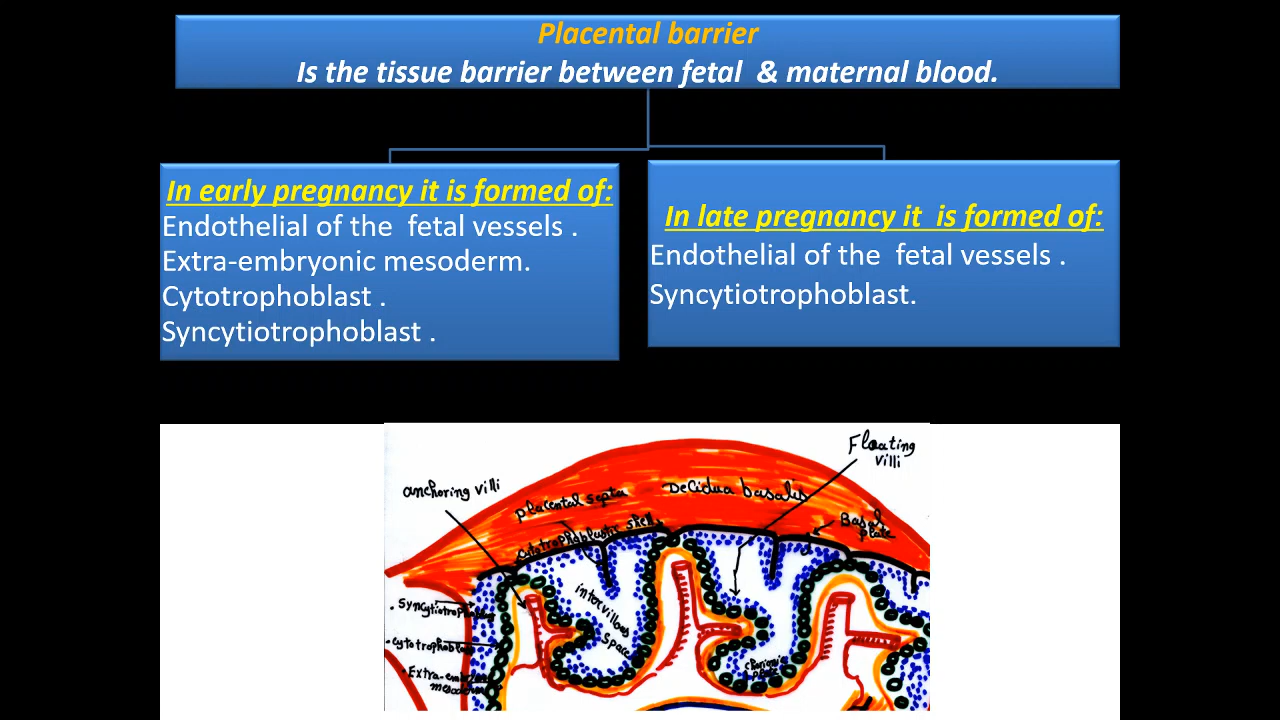 Placental barrier
Is the tissue barrier between fetal & maternal blood.
In early pregnancy it is formed of:
Endothelial of the fetal vessels .
Extra-embryonic mesoderm.
Cytotrophoblast .
Syncytiotrophoblast .
In late pregnancy it is formed of:
Endothelial of the fetal vessels .
Syncytiotrophoblast.
Floating
villi
anchoring villi
placental septa
Decidua basalis
cytotrophoblastic shell
Basal
plate
intervillous
space